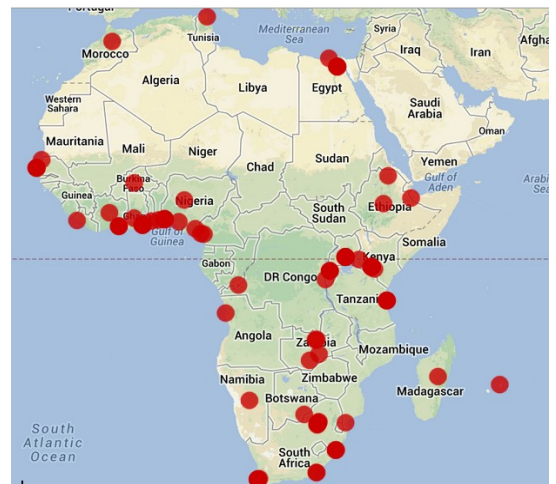 Portugal
Mediterranean
Sea
Tunisia
Morocco
Syria
Iraq
Iran
Algeria
Libya
Egypt
Western
Sahara
Saudi
Arabia
Oman
Mauritania
Mali
Niger
Chad
Sudan
Yemen
Gulf of
Aden
Burkina
Faso
Guinea
Nigeria
Gulf of
Guinea
South
Sudan
Ethiopia
Somalia
Gabon
DR Congo
Kenya
Tanzani
Angola
Zambia
Mozambique
Namibia
Zimbabwe
Botswana
Madagascar
South
Atlantic
Ocean
South
Africa